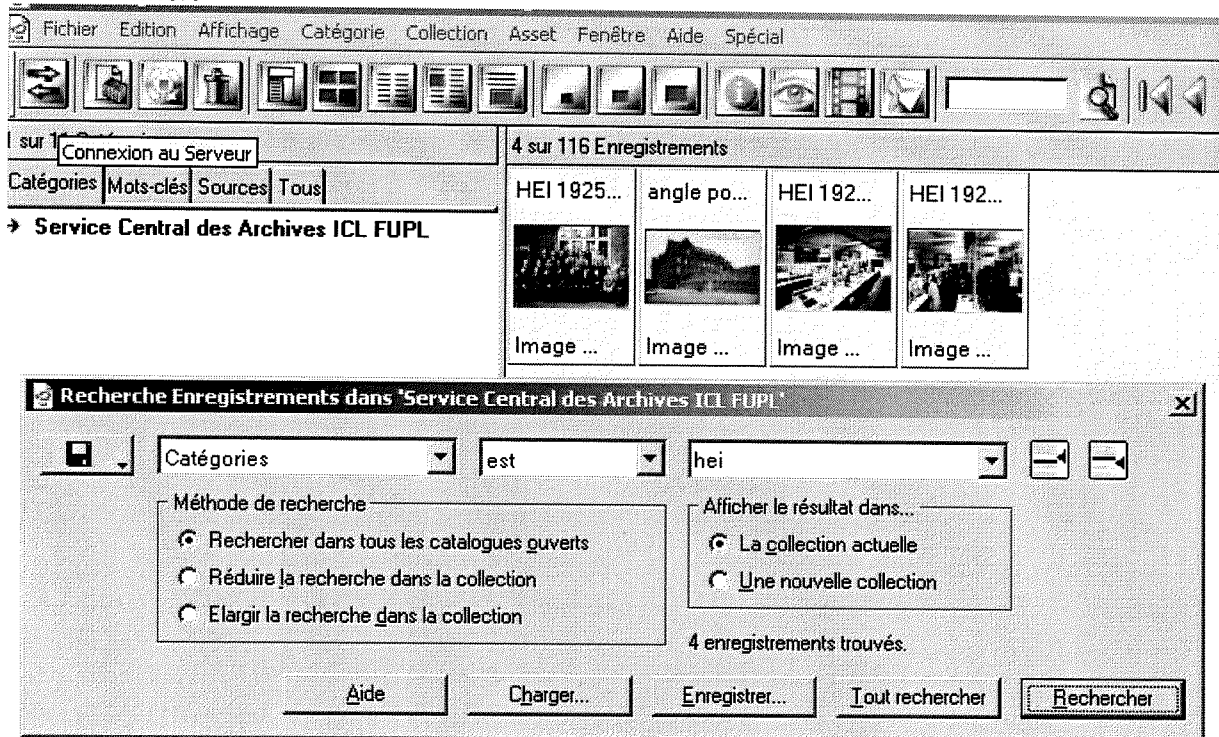 Fichier Edition Affichage Catégorie Collection Asset Fenêtre Aide Spécial
sur 1
Connexion au Serveur
4 sur 116 Enregistrements
Catégories Mots-clés Sources Tous
Service Central des Archives ICL FUPL
HEI 1925... angle po... HEI 192... HEI 192...
Image ... Image ... Image ... Image ...
Recherche Enregistrements dans 'Service Central des Archives ICL FUPL'
Catégories est hei
Méthode de recherche
Rechercher dans tous les catalogues ouverts
Réduire la recherche dans la collection
Elargir la recherche dans la collection
Afficher le résultat dans...
La collection actuelle
Une nouvelle collection
4 enregistrements trouvés.
Aide Charger... Enregistrer... Tout rechercher Rechercher